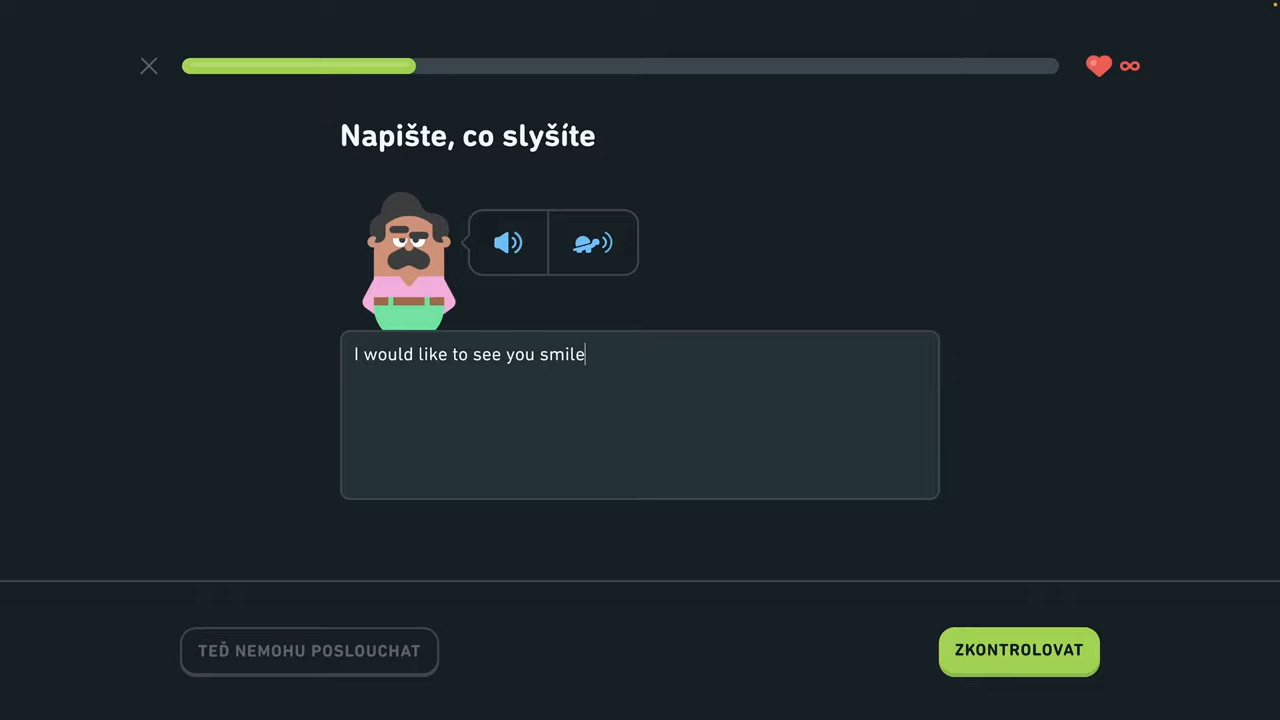 Napište, co slyšíte
I would like to see you smile
TEĎ NEMOHU POSLOUCHAT
ZKONTROLOVAT